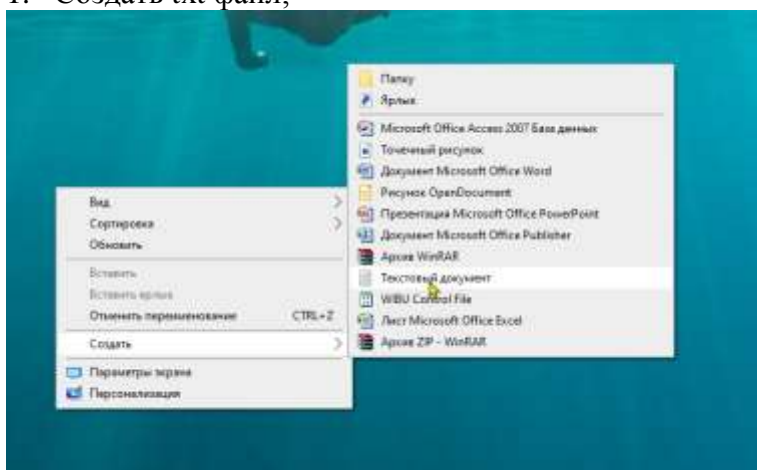 1. Создать txt-файл;
Папку
Ярлык
Microsoft Office Access 2007 База данных
Точечный рисунок
Документ Microsoft Office Word
Рисунок OpenDocument
Презентация Microsoft Office PowerPoint
Документ Microsoft Office Publisher
Архив WinRAR
Текстовый документ
WBU Control File
Лист Microsoft Office Excel
Архив ZIP - WinRAR
Вид
Сортировка
Обновить
Вставить
Вставить ярлык
Отменить переименование CTRL+Z
Создать
Параметры экрана
Персонализация